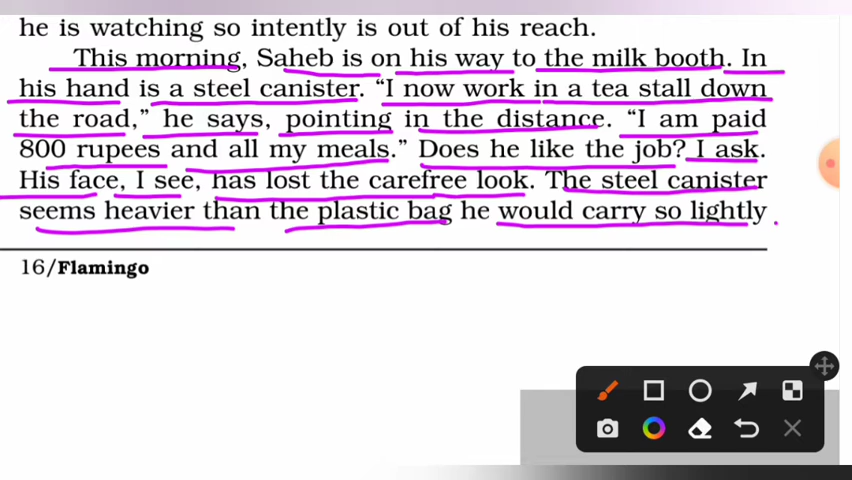 he is watching so intently is out of his reach.
This morning, Saheb is on his way to the milk booth. In
his hand is a steel canister. “I now work in a tea stall down
the road,” he says, pointing in the distance. “I am paid
800 rupees and all my meals.” Does he like the job? I ask.
His face, I see, has lost the carefree look. The steel canister
seems heavier than the plastic bag he would carry so lightly
16/Flamingo